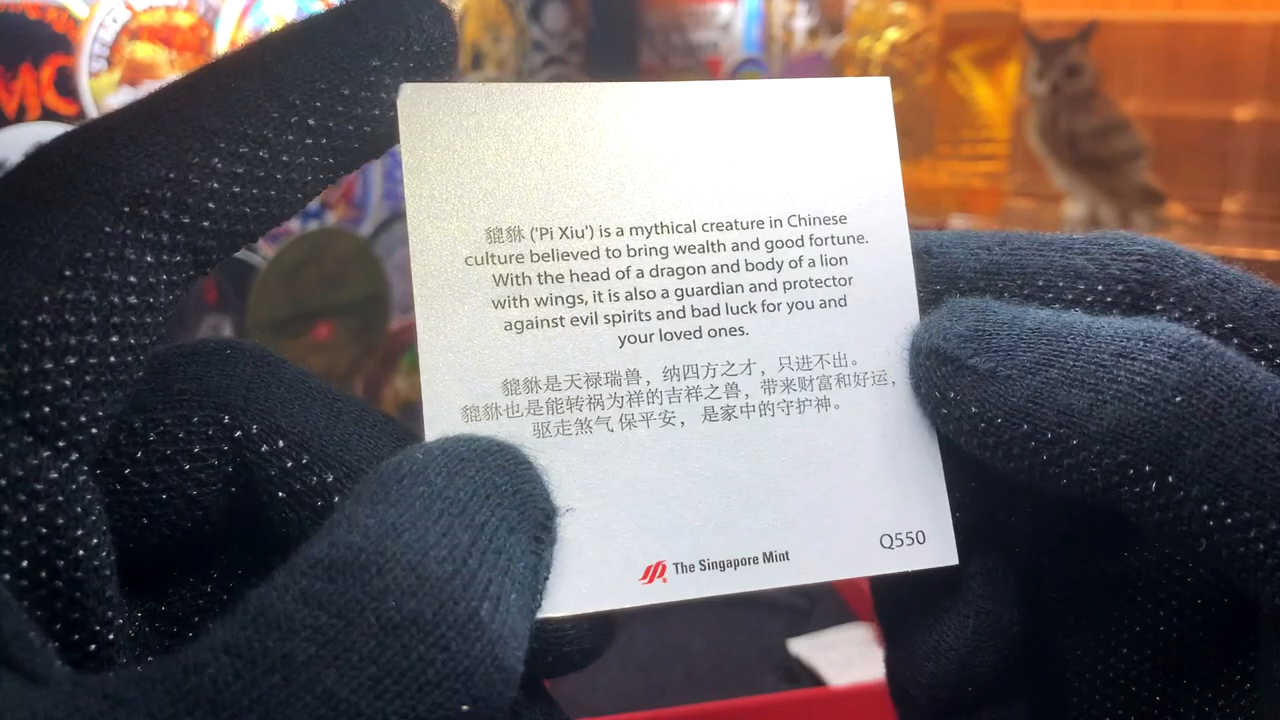 貔貅 ('Pi Xiu') is a mythical creature in Chinese
culture believed to bring wealth and good fortune.
With the head of a dragon and body of a lion
with wings, it is also a guardian and protector
against evil spirits and bad luck for you and
your loved ones.
貔貅是天禄瑞兽，纳四方之才，只进不出。
貔貅也是能转祸为祥的吉祥之兽，带来财富和好运，
驱走煞气 保平安，是家中的守护神。
The Singapore Mint
Q550